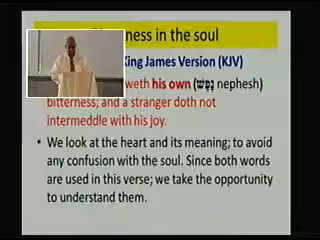 ness in the soul
King James Version (KJV)
weth his own (נֶפֶשׁ nephesh)
bitterness; and a stranger doth not
intermeddle with his joy.
• We look at the heart and its meaning; to avoid
any confusion with the soul. Since both words
are used in this verse; we take the opportunity
to understand them.